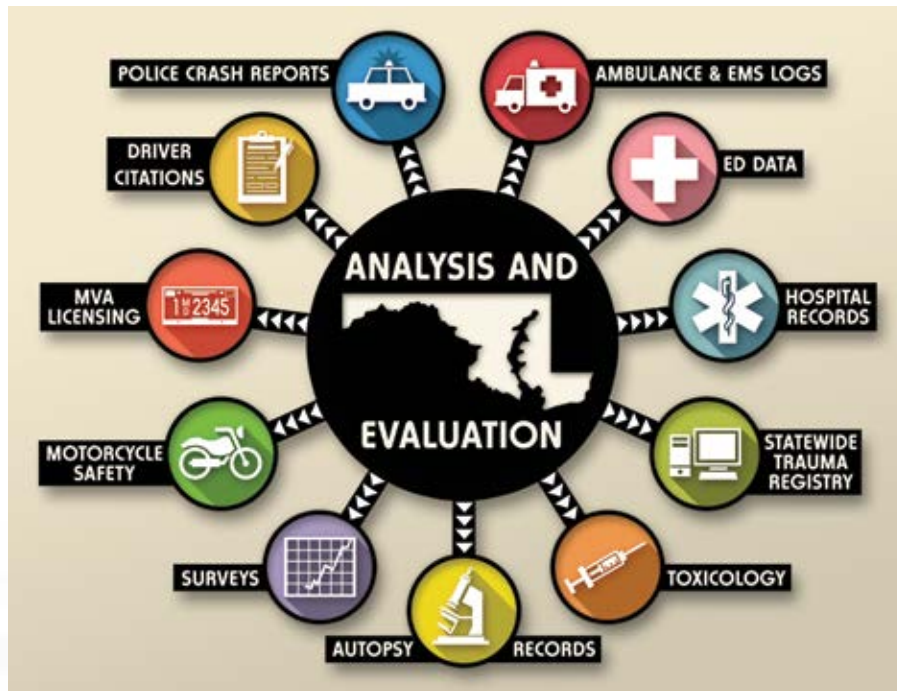 POLICE CRASH REPORTS
AMBULANCE & EMS LOGS
DRIVER
CITATIONS
ED DATA
ANALYSIS AND
EVALUATION
MVA
LICENSING
1 M D 2345
HOSPITAL
RECORDS
MOTORCYCLE
SAFETY
STATEWIDE
TRAUMA
REGISTRY
SURVEYS
TOXICOLOGY
AUTOPSY RECORDS